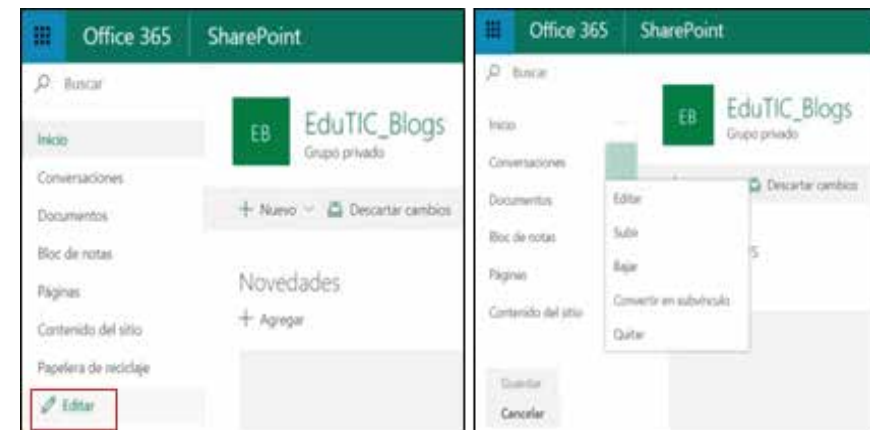 Office 365 SharePoint
Buscar
EB
EduTIC_Blogs
Grupo privado
Inicio
Conversaciones
Documentos
+ Nuevo Descartar cambios
Bloc de notas
Páginas
Novedades
Contenido del sitio
+ Agregar
Papelera de reciclaje
Editar
Office 365 SharePoint
Buscar
EB
EduTIC_Blogs
Grupo privado
Inicio
...
Conversaciones
Descartar cambios
Documentos
Editar
Bloc de notas
Subir
Páginas
Bajar
Contenido del sitio
Convertir en subvínculo
Quitar
Guardar
Cancelar